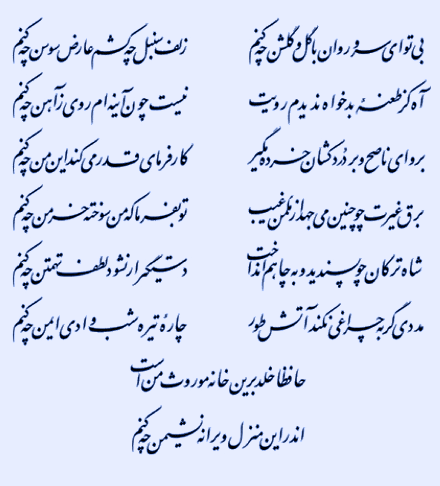 بی تو ای سرو روان با گل و گلشن چه کنم زلف سنبل چه کشم عارض سوسن چه کنم
آه کز طعنهٔ بدخواه ندیدم رویت نیست چون آینه‌ام روی ز آهن چه کنم
برو ای ناصح و بر دردکشان خرده مگیر کارفرمای قدر می‌کند این من چه کنم
برق غیرت چو چنین می‌جهد از مکمن غیب تو بفرما که من سوخته خرمن چه کنم
شاه ترکان چو پسندید و به چاهم انداخت دستگیر ار نشود لطف تهمتن چه کنم
مددی گر به چراغی نکند آتش طور چارهٔ تیره شب وادی ایمن چه کنم
حافظا خلد برین خانه موروث من است
اندر این منزل ویرانه نشیمن چه کنم